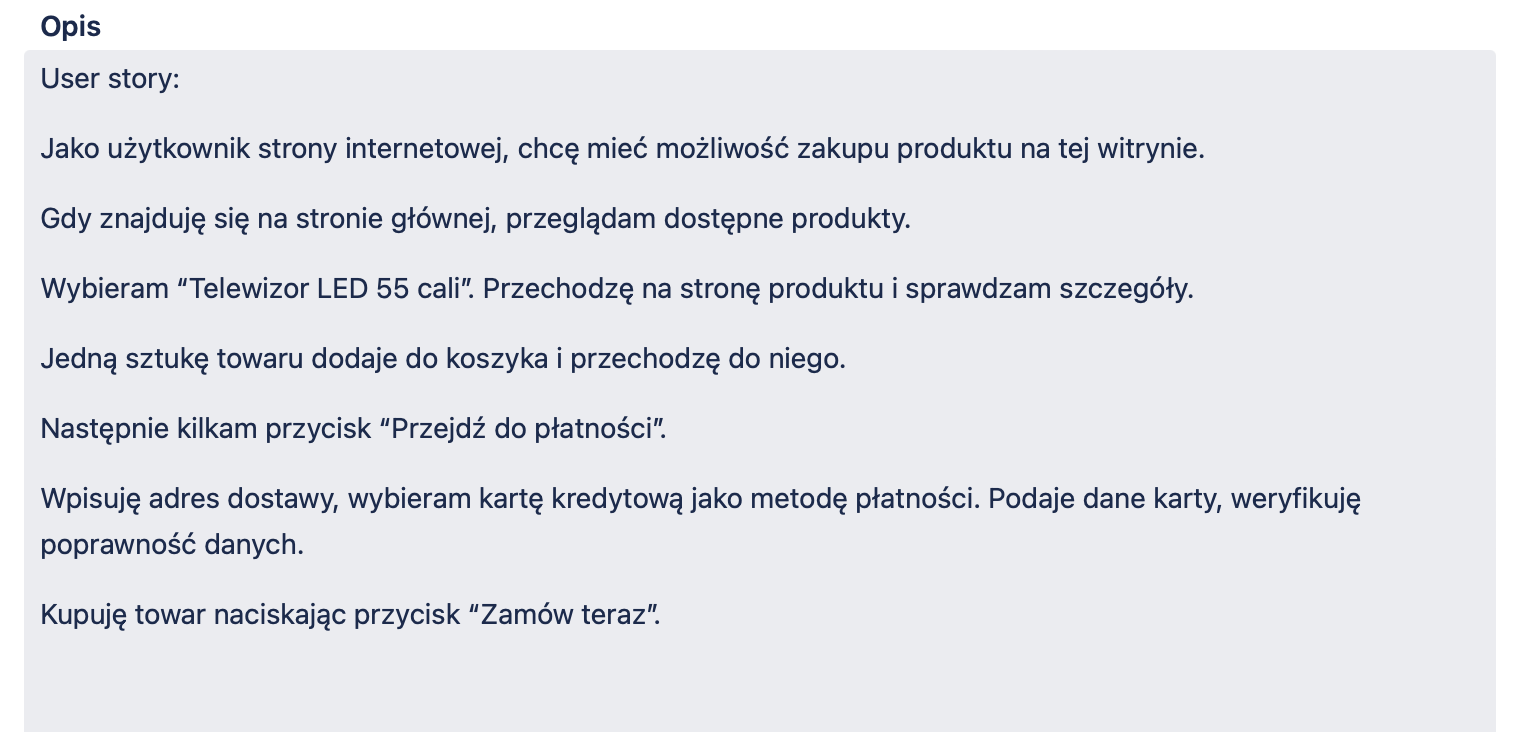 Opis
User story:
Jako użytkownik strony internetowej, chcę mieć możliwość zakupu produktu na tej witrynie.
Gdy znajduję się na stronie głównej, przeglądam dostępne produkty.
Wybieram “Telewizor LED 55 cali”. Przechodzę na stronę produktu i sprawdzam szczegóły.
Jedną sztukę towaru dodaje do koszyka i przechodzę do niego.
Następnie kilkam przycisk “Przejdź do płatności”.
Wpisuję adres dostawy, wybieram kartę kredytową jako metodę płatności. Podaje dane karty, weryfikuję
poprawność danych.
Kupuję towar naciskając przycisk “Zamów teraz”.